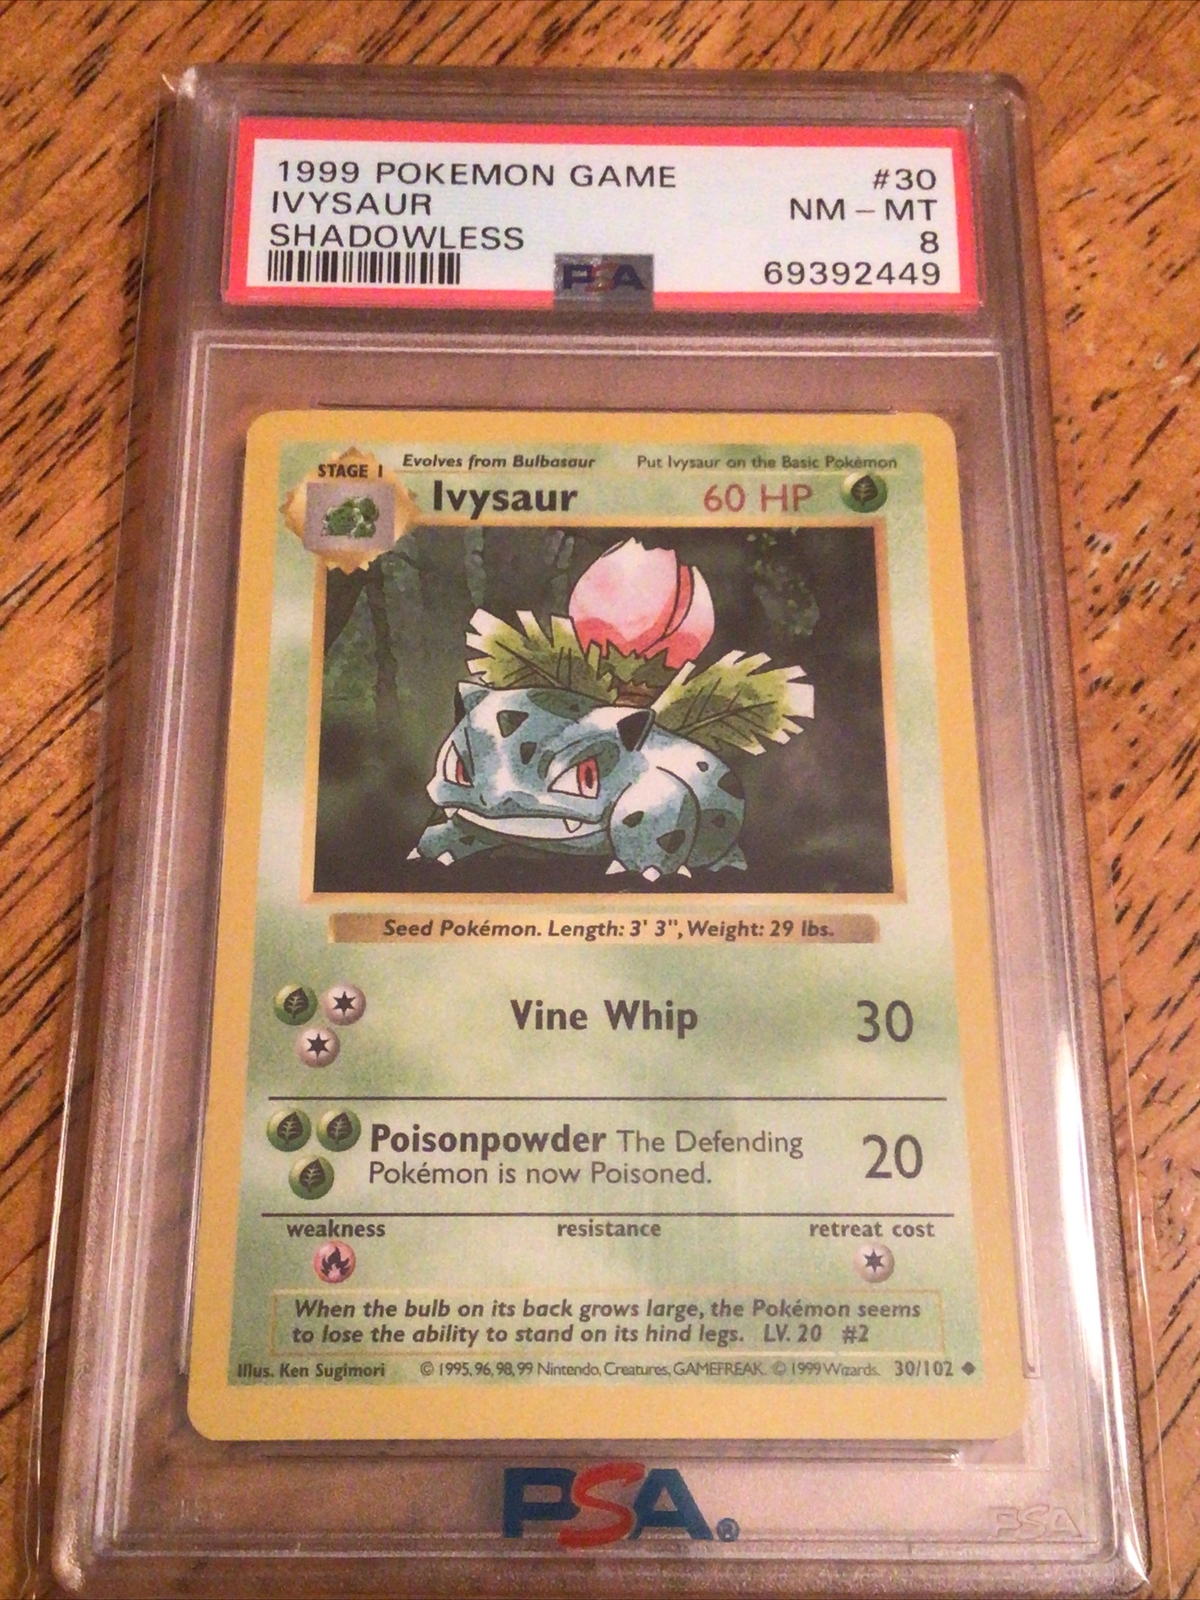 1999 POKEMON GAME #30
IVYSAUR NM - MT
SHADOWLESS 8
PSA 69392449
STAGE 1 Evolves from Bulbasaur Put Ivysaur on the Basic Pokémon
Ivysaur 60 HP
Seed Pokémon. Length: 3' 3", Weight: 29 lbs.
Vine Whip 30
Poisonpowder The Defending 20
Pokémon is now Poisoned.
weakness resistance retreat cost
When the bulb on its back grows large, the Pokémon seems
to lose the ability to stand on its hind legs. LV. 20 #2
Illus. Ken Sugimori © 1995, 96, 98, 99 Nintendo, Creatures, GAMEFREAK. © 1999 Wizards. 30/102
PSA®
PSA